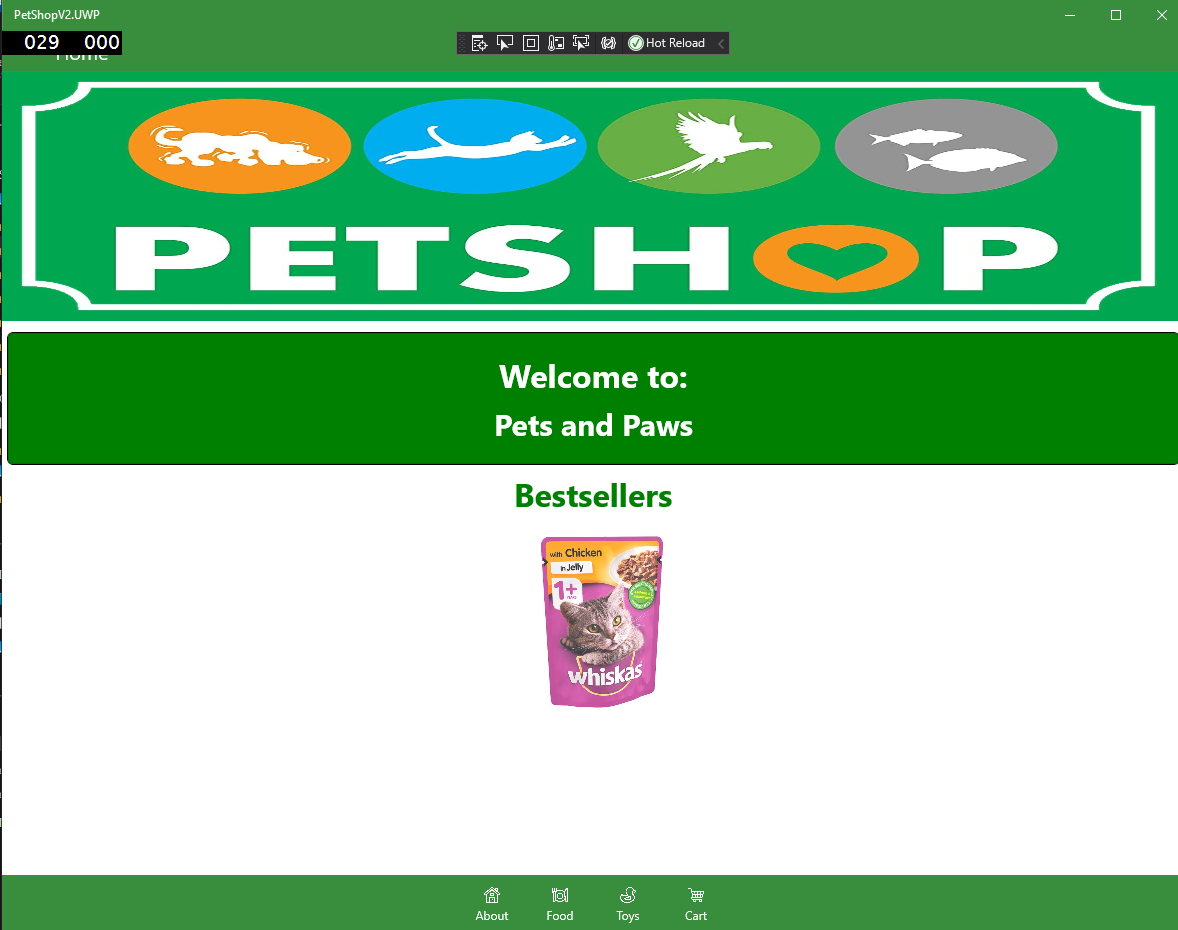 PetShopV2.UWP
029 000
Hot Reload
Home
PETSHOP
Welcome to:
Pets and Paws
Bestsellers
with Chicken
in Jelly
1+
YEARS
whiskas
About Food Toys Cart